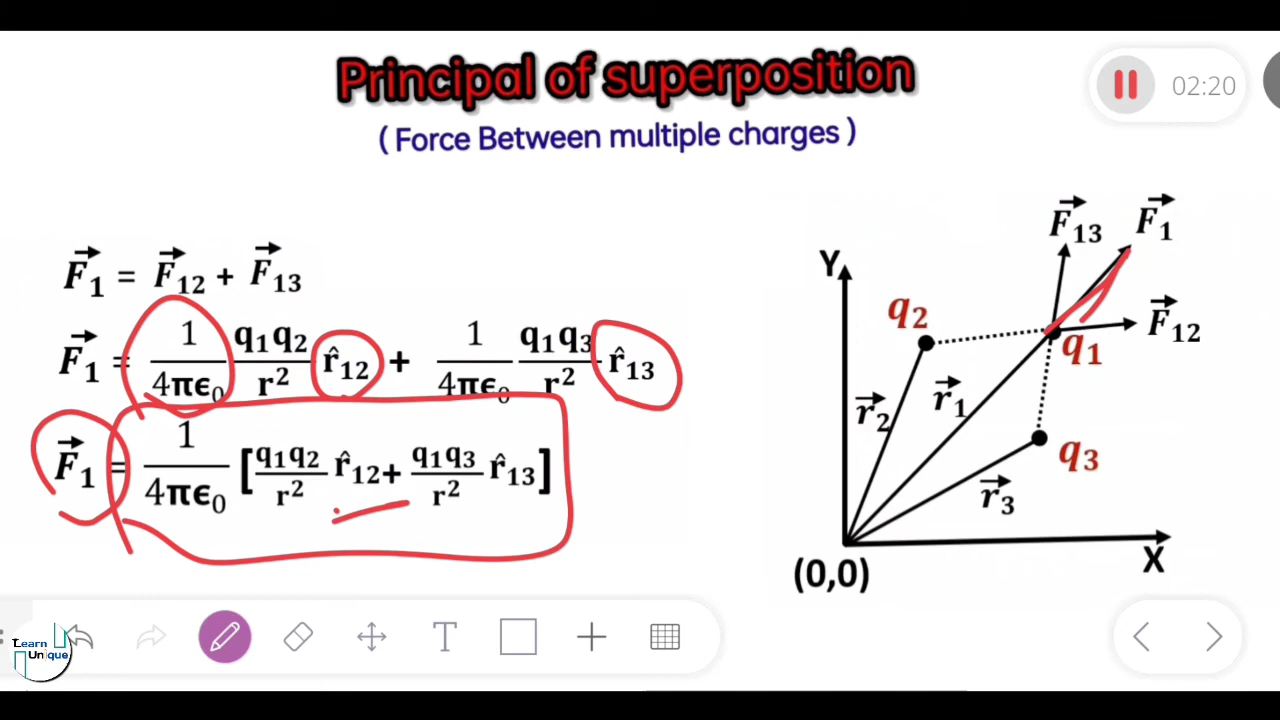 Principal of superposition
( Force Between multiple charges )
02:20
F⃗₁ = F⃗₁₂ + F⃗₁₃
F⃗₁ = 1/4πϵ₀ q₁q₂/r² r̂₁₂ + 1/4πϵ₀ q₁q₃/r² r̂₁₃
F⃗₁ = 1/4πϵ₀ [q₁q₂/r² r̂₁₂+ q₁q₃/r² r̂₁₃]
F⃗₁₃ F⃗₁
Y
q₂ F⃗₁₂
q₁
r⃗₂ r⃗₁
q₃
r⃗₃
(0,0) X
T
Learn
Unique